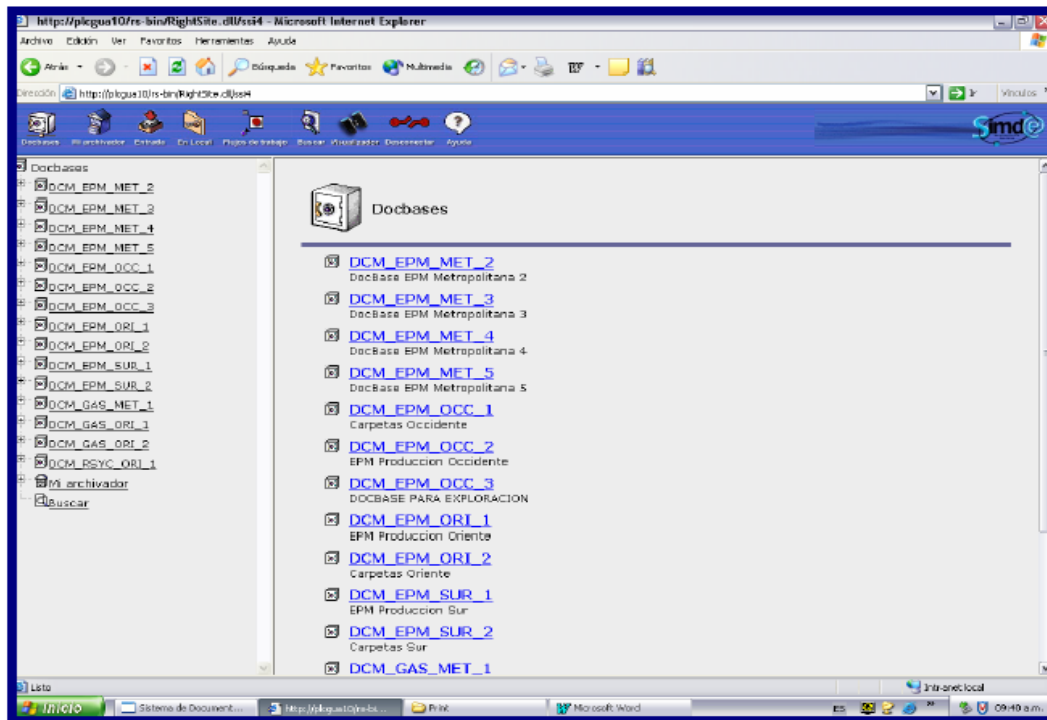 http://plcgua10/rs-bin/RightSite.dll/ssi4 - Microsoft Internet Explorer
Archivo Edición Ver Favoritos Herramientas Ayuda
Atrás Búsqueda Favoritos Multimedia
Dirección http://plcgua10/rs-bin/RightSite.dll/ssi4 Ir Vínculos
Docbases Mi archivador Entrada En Local Flujos de trabajo Buscar Visualizador Desconectar Ayuda
Simd@
Docbases
DCM_EPM_MET_2
DCM_EPM_MET_3
DCM_EPM_MET_4
DCM_EPM_MET_5
DCM_EPM_OCC_1
DCM_EPM_OCC_2
DCM_EPM_OCC_3
DCM_EPM_ORI_1
DCM_EPM_ORI_2
DCM_EPM_SUR_1
DCM_EPM_SUR_2
DCM_GAS_MET_1
DCM_GAS_ORI_1
DCM_GAS_ORI_2
DCM_RSYC_ORI_1
Mi archivador
Buscar
Docbases
DCM_EPM_MET_2
DocBase EPM Metropolitana 2
DCM_EPM_MET_3
DocBase EPM Metropolitana 3
DCM_EPM_MET_4
DocBase EPM Metropolitana 4
DCM_EPM_MET_5
DocBase EPM Metropolitana 5
DCM_EPM_OCC_1
Carpetas Occidente
DCM_EPM_OCC_2
EPM Produccion Occidente
DCM_EPM_OCC_3
DOCBASE PARA EXPLORACION
DCM_EPM_ORI_1
EPM Produccion Oriente
DCM_EPM_ORI_2
Carpetas Oriente
DCM_EPM_SUR_1
EPM Produccion Sur
DCM_EPM_SUR_2
Carpetas Sur
DCM_GAS_MET_1
Listo Intranet local
Inicio Sistema de Document... http://plcgua10/rs-bi... Print Microsoft Word ES 09:40 a.m.